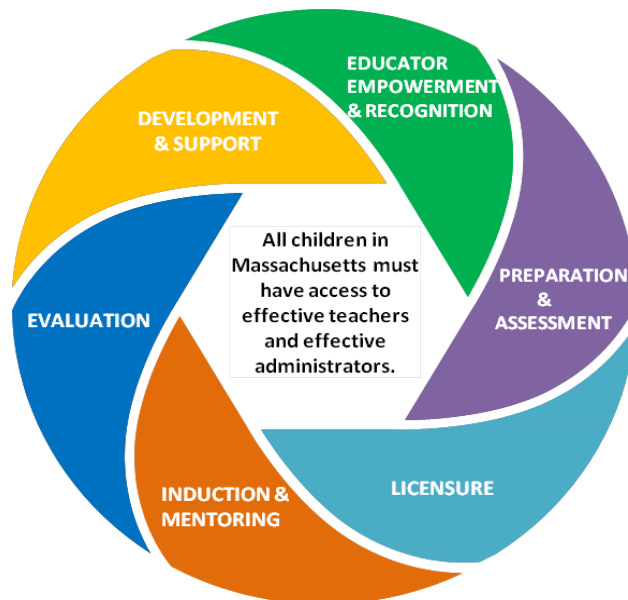 EDUCATOR
EMPOWERMENT
& RECOGNITION
DEVELOPMENT
& SUPPORT
All children in
Massachusetts must
have access to
effective teachers
and effective
administrators.
PREPARATION
&
ASSESSMENT
EVALUATION
LICENSURE
INDUCTION &
MENTORING